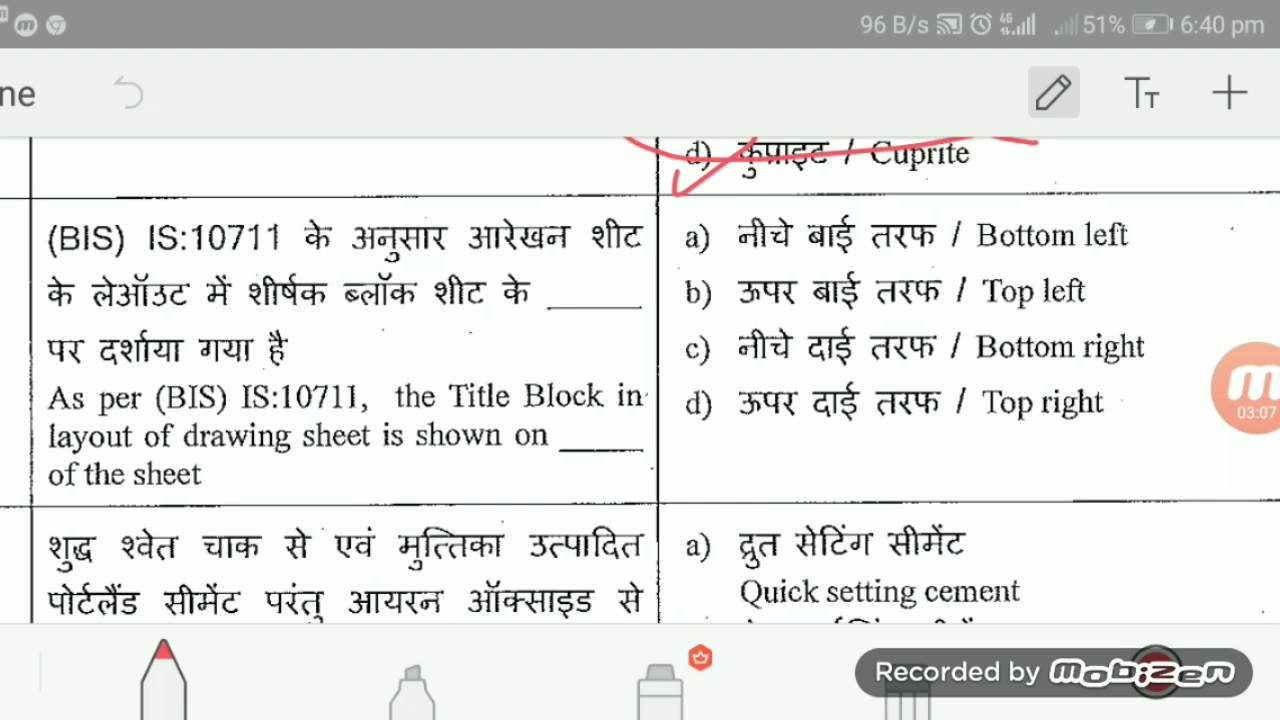 96 B/s 4G 51% 6:40 pm
ne
d) कुप्राइट / Cuprite
(BIS) IS:10711 के अनुसार आरेखन शीट
के लेऑउट में शीर्षक ब्लॉक शीट के ______
पर दर्शाया गया है
As per (BIS) IS:10711, the Title Block in
layout of drawing sheet is shown on ______
of the sheet
a) नीचे बाई तरफ / Bottom left
b) ऊपर बाई तरफ / Top left
c) नीचे दाई तरफ / Bottom right
d) ऊपर दाई तरफ / Top right
03:07
शुद्ध श्वेत चाक से एवं मुत्तिका उत्पादित
पोर्टलैंड सीमेंट परंतु आयरन ऑक्साइड से
a) द्रुत सेटिंग सीमेंट
Quick setting cement
Recorded by mobizen